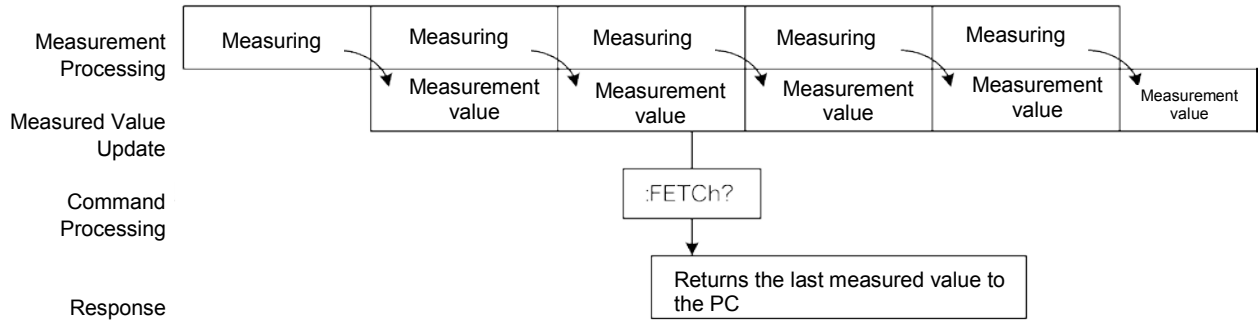 Measurement
Processing
Measuring
Measuring
Measuring
Measuring
Measuring
Measured Value
Update
Measurement
value
Measurement
value
Measurement
value
Measurement
value
Measurement
value
Command
Processing
:FETCh?
Response
Returns the last measured value to
the PC